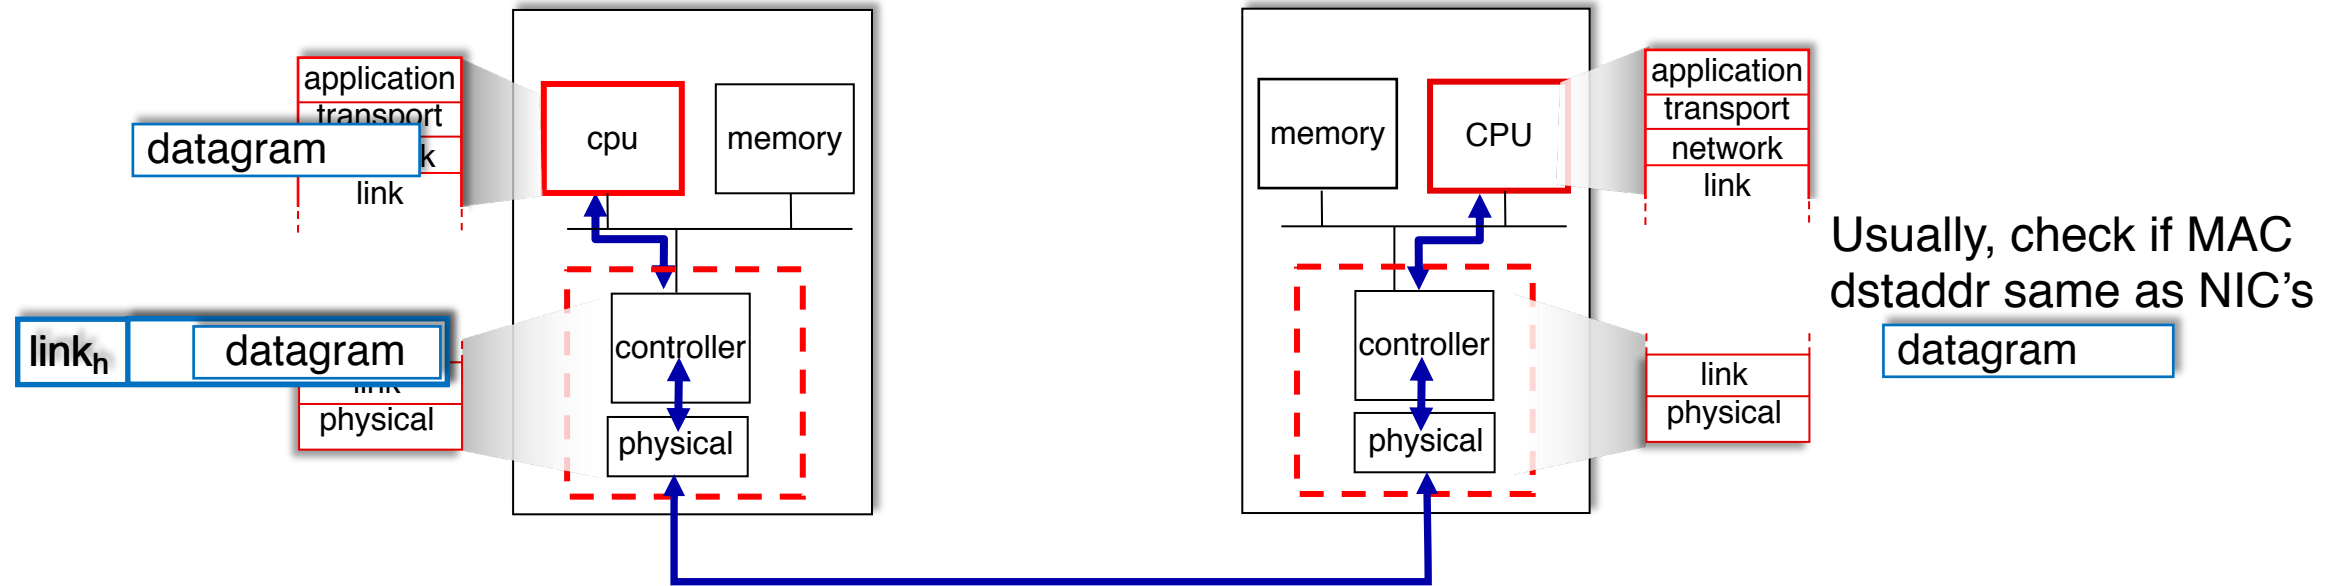 application
transport
datagram k
link
cpu
memory
link_h datagram
link
physical
controller
physical
memory
CPU
controller
physical
application
transport
network
link
Usually, check if MAC
dstaddr same as NIC's
datagram
link
physical